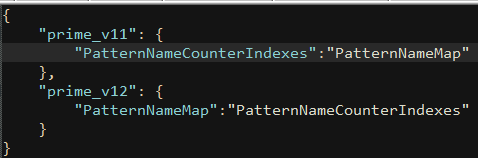 {
    "prime_v11": {
        "PatternNameCounterIndexes":"PatternNameMap"
    },
    "prime_v12": {
        "PatternNameMap":"PatternNameCounterIndexes"
    }
}